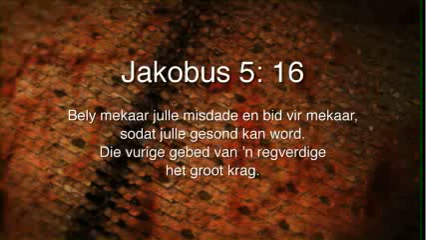 Jakobus 5: 16
Bely mekaar julle misdade en bid vir mekaar,
sodat julle gesond kan word.
Die vurige gebed van 'n regverdige
het groot krag.